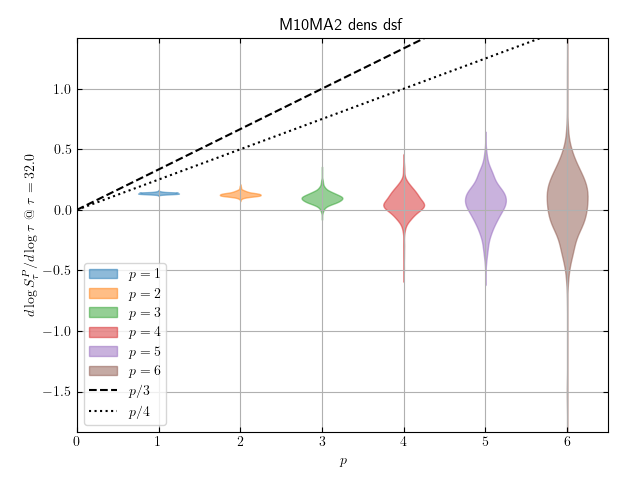 M10MA2 dens dsf
d log S_τ^P / d log τ @ τ = 32.0
1.0
0.5
0.0
−0.5
−1.0
−1.5
p = 1
p = 2
p = 3
p = 4
p = 5
p = 6
p/3
p/4
0 1 2 3 4 5 6
p